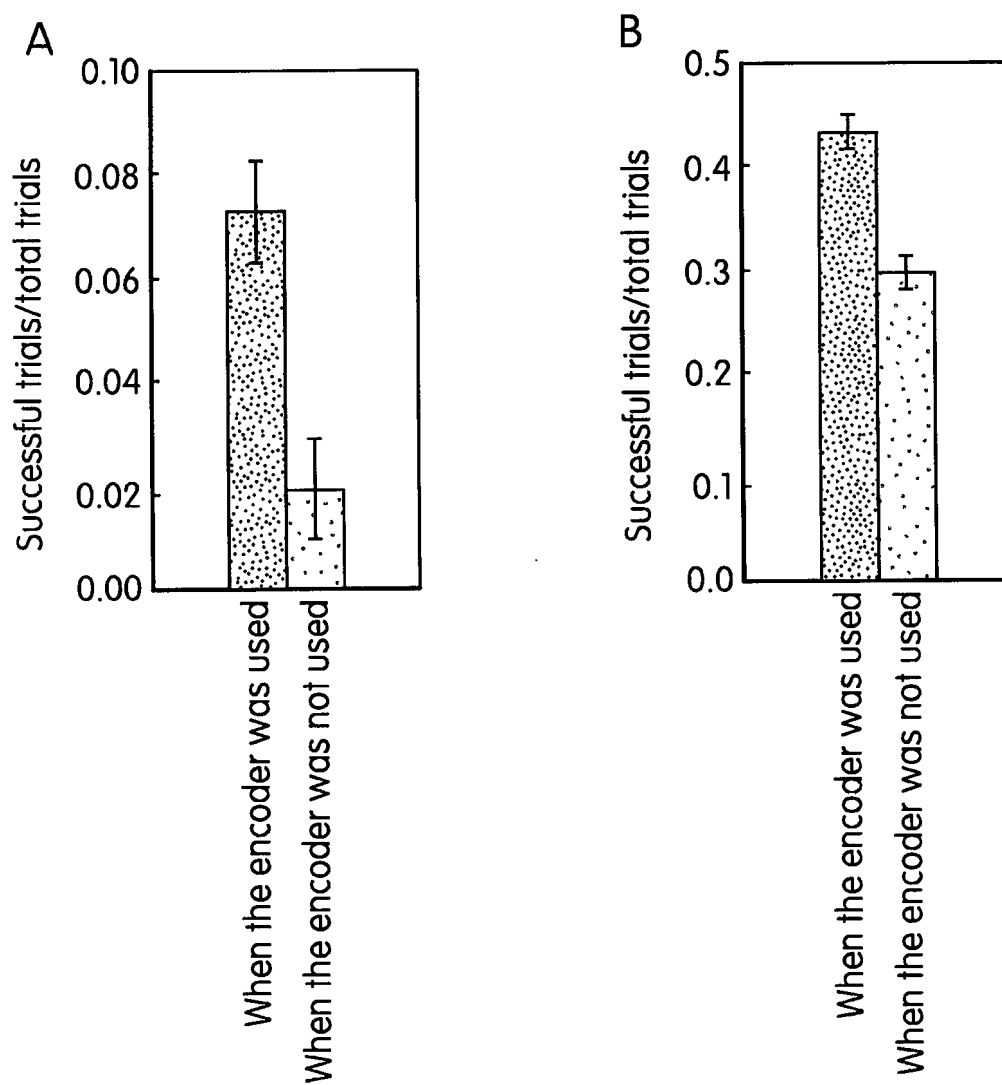 A
Successful trials/total trials
0.10
0.08
0.06
0.04
0.02
0.00
When the encoder was used
When the encoder was not used
B
Successful trials/total trials
0.5
0.4
0.3
0.2
0.1
0.0
When the encoder was used
When the encoder was not used